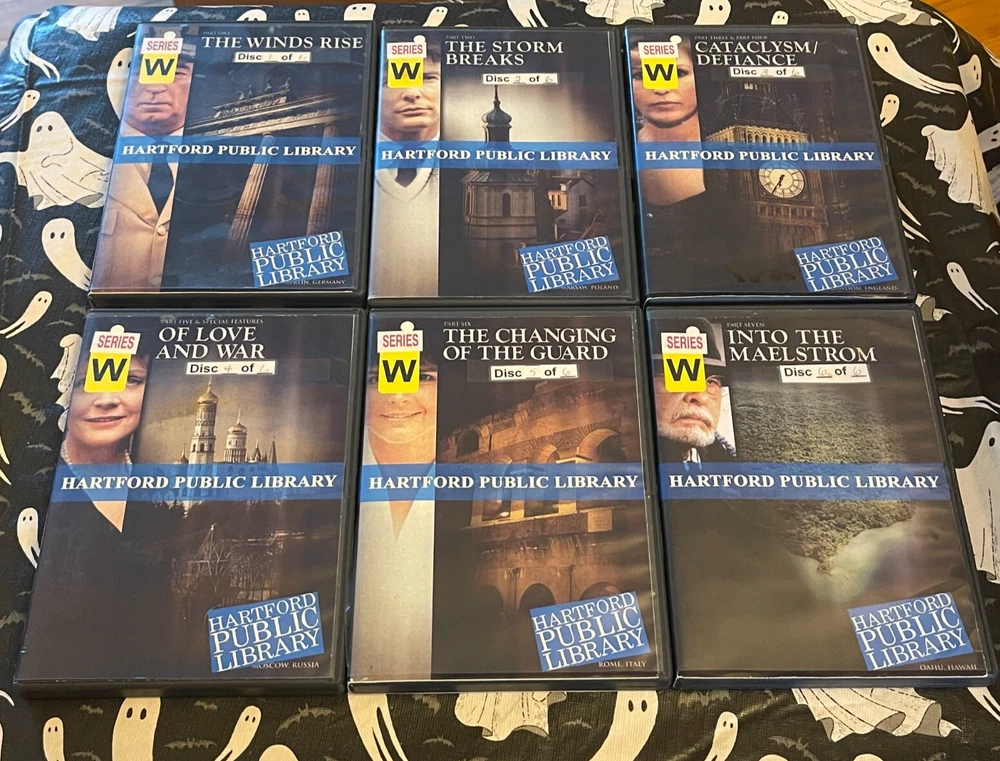 PART ONE
THE WINDS RISE
SERIES
W
Disc 1 of 6
HARTFORD PUBLIC LIBRARY
HARTFORD
PUBLIC
LIBRARY
GERMANY
PART TWO
THE STORM
BREAKS
SERIES
W
Disc 2 of 6
HARTFORD PUBLIC LIBRARY
HARTFORD
PUBLIC
LIBRARY
WARSAW POLAND
PART THREE & PART FOUR
CATACLYSM/
DEFIANCE
SERIES
W
Disc 3 of 6
HARTFORD PUBLIC LIBRARY
HARTFORD
PUBLIC
LIBRARY
ENGLAND
PART FIVE & SPECIAL FEATURES
OF LOVE
AND WAR
SERIES
W
Disc 4 of 6
HARTFORD PUBLIC LIBRARY
HARTFORD
PUBLIC
LIBRARY
MOSCOW, RUSSIA
PART SIX
THE CHANGING
OF THE GUARD
SERIES
W
Disc 5 of 6
HARTFORD PUBLIC LIBRARY
HARTFORD
PUBLIC
LIBRARY
ROME, ITALY
PART SEVEN
INTO THE
MAELSTROM
SERIES
W
Disc 6 of 6
HARTFORD PUBLIC LIBRARY
HARTFORD
PUBLIC
LIBRARY
OAHU, HAWAII